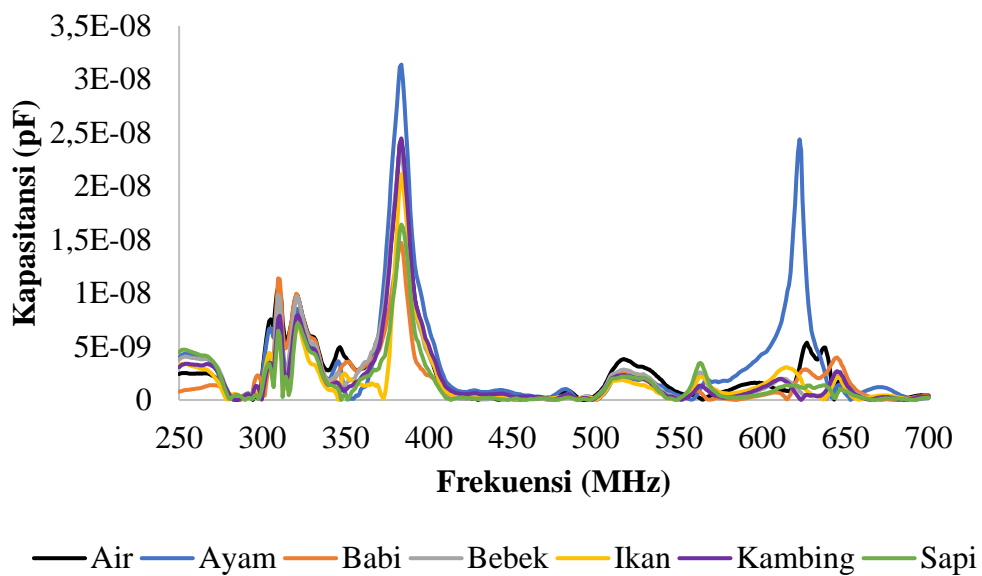 3,5E-08
3E-08
2,5E-08
2E-08
1,5E-08
1E-08
5E-09
0
Kapasitansi (pF)
250 300 350 400 450 500 550 600 650 700
Frekuensi (MHz)
Air Ayam Babi Bebek Ikan Kambing Sapi